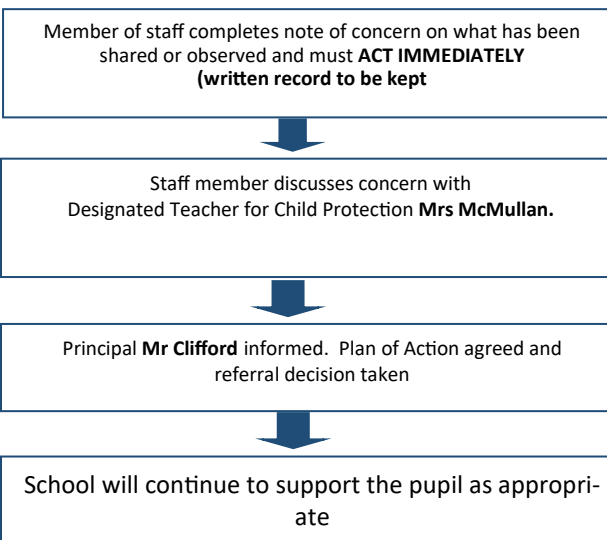 Member of staff completes note of concern on what has been
shared or observed and must ACT IMMEDIATELY
(written record to be kept
Staff member discusses concern with
Designated Teacher for Child Protection Mrs McMullan.
Principal Mr Clifford informed.  Plan of Action agreed and
referral decision taken
School will continue to support the pupil as appropri-
ate